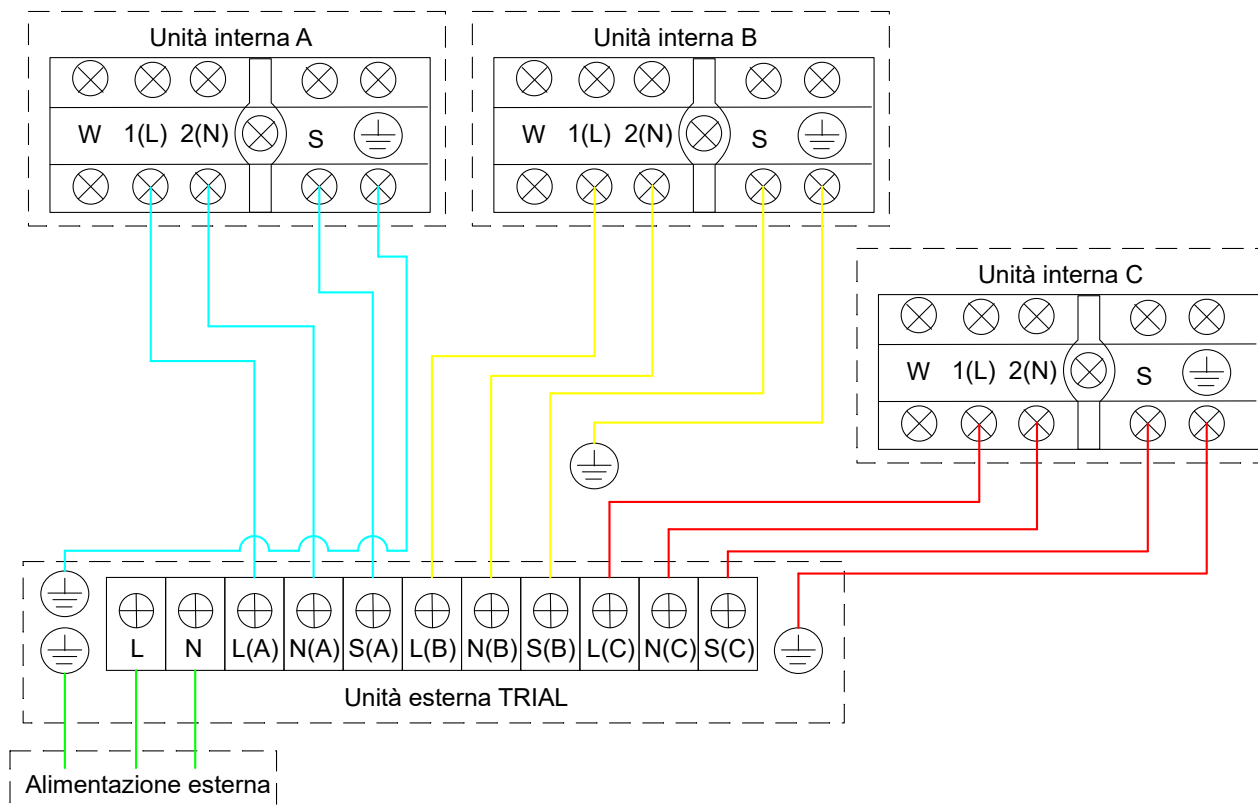 Unità interna A
W 1(L) 2(N) S
Unità interna B
W 1(L) 2(N) S
Unità interna C
W 1(L) 2(N) S
L N L(A) N(A) S(A) L(B) N(B) S(B) L(C) N(C) S(C)
Unità esterna TRIAL
Alimentazione esterna